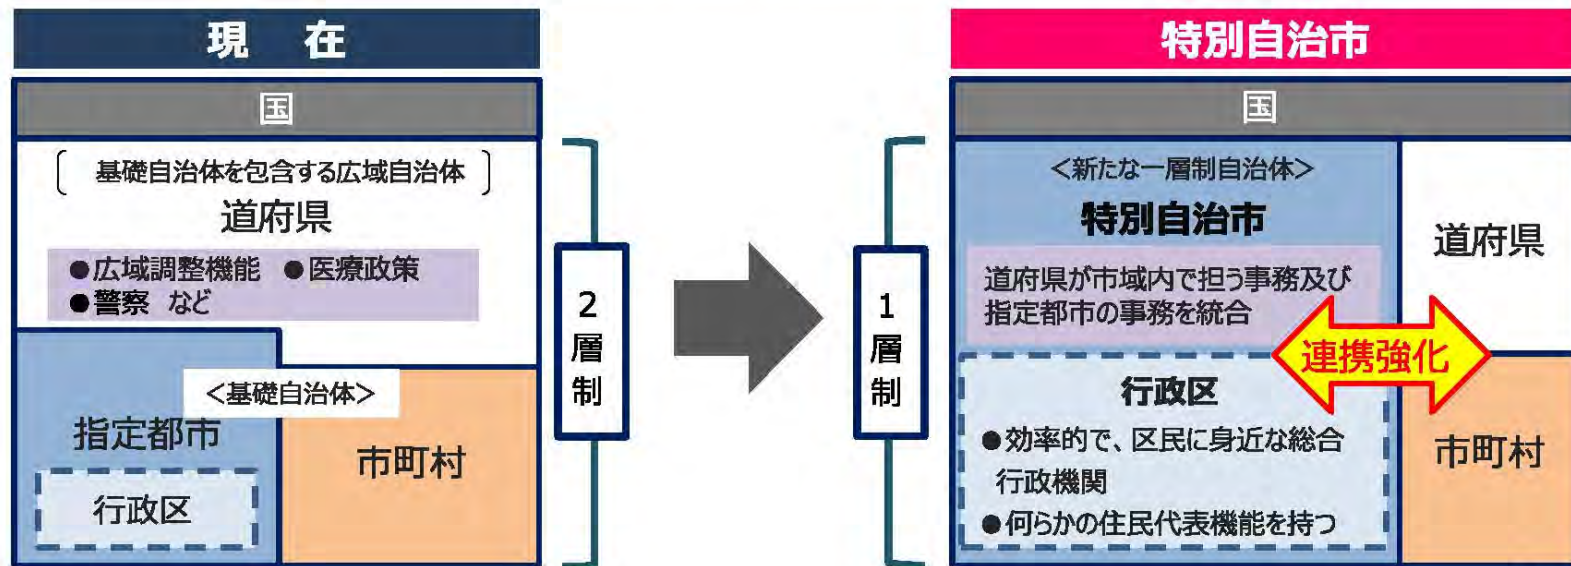 現 在
国
基礎自治体を包含する広域自治体
道府県
●広域調整機能 ●医療政策
●警察 など
<基礎自治体>
指定都市
行政区
市町村
2層制
特別自治市
国
<新たな一層制自治体>
特別自治市
道府県が市域内で担う事務及び
指定都市の事務を統合
行政区
●効率的で、区民に身近な総合
行政機関
●何らかの住民代表機能を持つ
1層制
連携強化
道府県
市町村